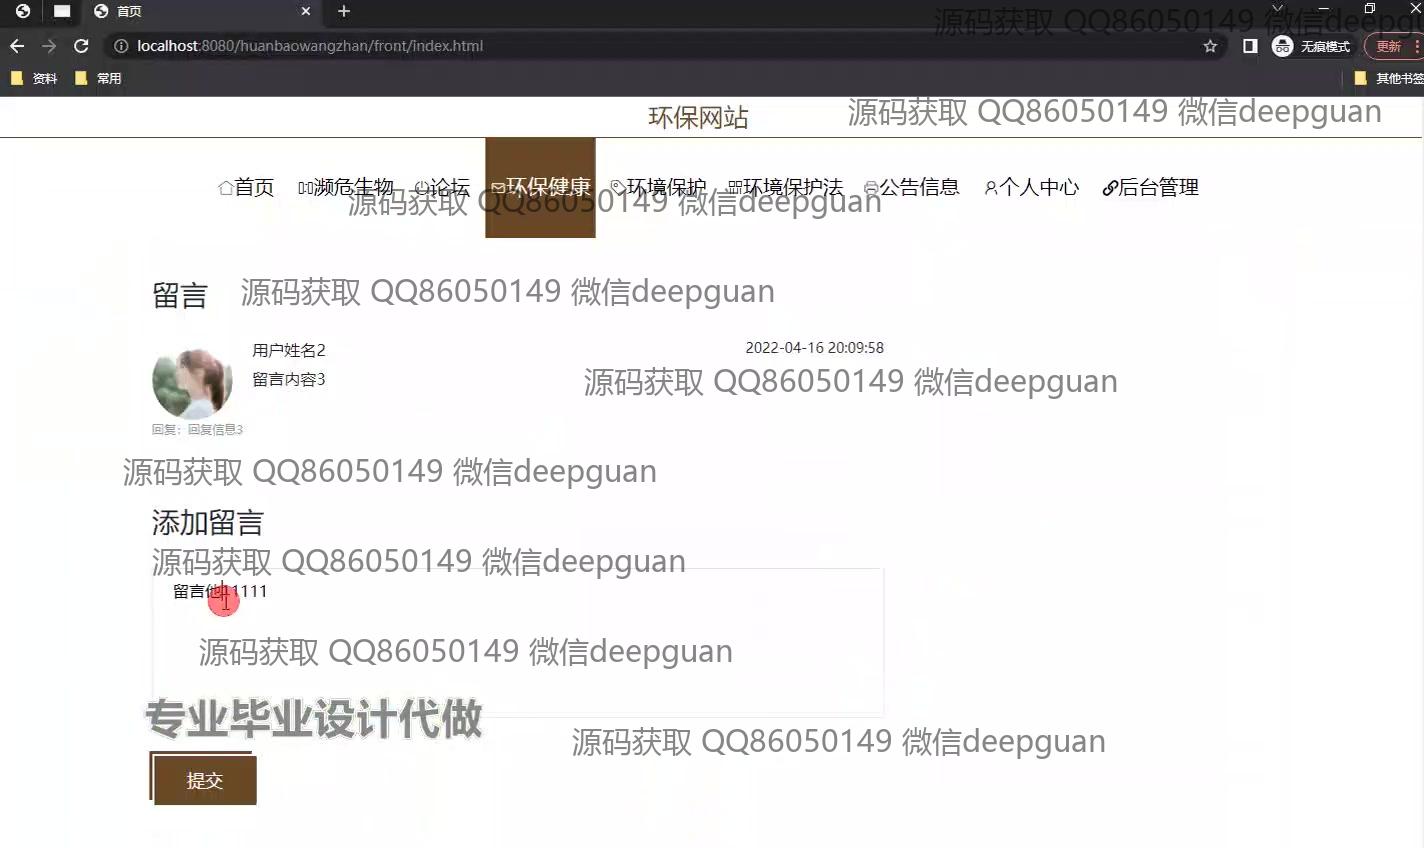 首页
源码获取 QQ86050149 微信deepgu
localhost:8080/huanbaowangzhan/front/index.html
无痕模式
更新
资料
常用
其他书签
环保网站
源码获取 QQ86050149 微信deepguan
首页 濒危生物 论坛 环保健康 环境保护 环境保护法 公告信息 个人中心 后台管理
源码获取 QQ86050149 微信deepguan
留言
源码获取 QQ86050149 微信deepguan
用户姓名2
2022-04-16 20:09:58
留言内容3
源码获取 QQ86050149 微信deepguan
回复：回复信息3
源码获取 QQ86050149 微信deepguan
添加留言
源码获取 QQ86050149 微信deepguan
留言他11111
源码获取 QQ86050149 微信deepguan
专业毕业设计代做
源码获取 QQ86050149 微信deepguan
提交